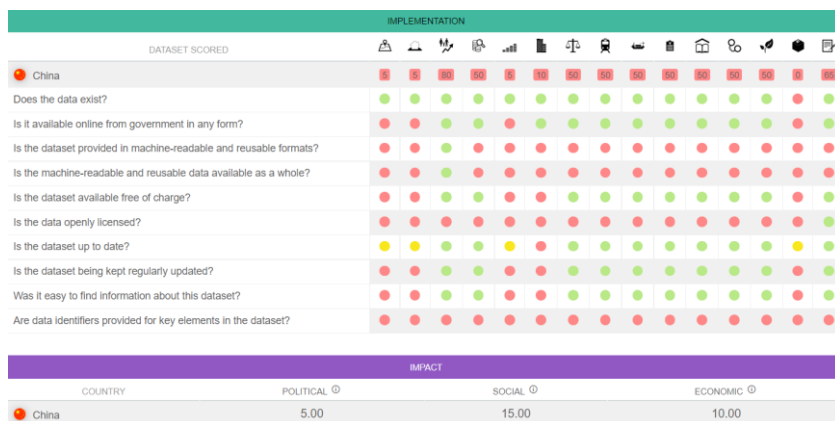 IMPLEMENTATION
DATASET SCORED
China 5 5 80 50 5 10 50 50 50 50 50 50 50 0 65
Does the data exist?
Is it available online from government in any form?
Is the dataset provided in machine-readable and reusable formats?
Is the machine-readable and reusable data available as a whole?
Is the dataset available free of charge?
Is the data openly licensed?
Is the dataset up to date?
Is the dataset being kept regularly updated?
Was it easy to find information about this dataset?
Are data identifiers provided for key elements in the dataset?
IMPACT
COUNTRY POLITICAL SOCIAL ECONOMIC
China 5.00 15.00 10.00